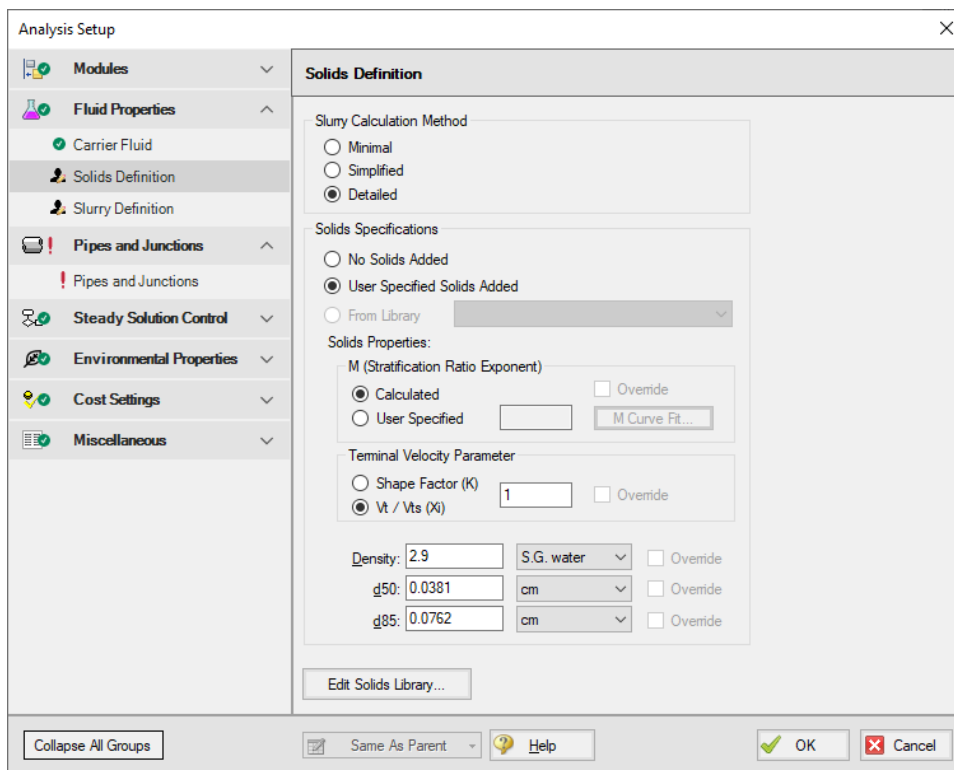 Analysis Setup
Modules
Fluid Properties
Carrier Fluid
Solids Definition
Slurry Definition
Pipes and Junctions
Pipes and Junctions
Steady Solution Control
Environmental Properties
Cost Settings
Miscellaneous
Collapse All Groups
Solids Definition
Slurry Calculation Method
Minimal
Simplified
Detailed
Solids Specifications
No Solids Added
User Specified Solids Added
From Library
Solids Properties:
M (Stratification Ratio Exponent)
Calculated
Override
User Specified
M Curve Fit...
Terminal Velocity Parameter
Shape Factor (K)
Vt / Vts (Xi)
1
Override
Density: 2.9 S.G. water Override
d50: 0.0381 cm Override
d85: 0.0762 cm Override
Edit Solids Library...
Same As Parent
Help
OK
Cancel